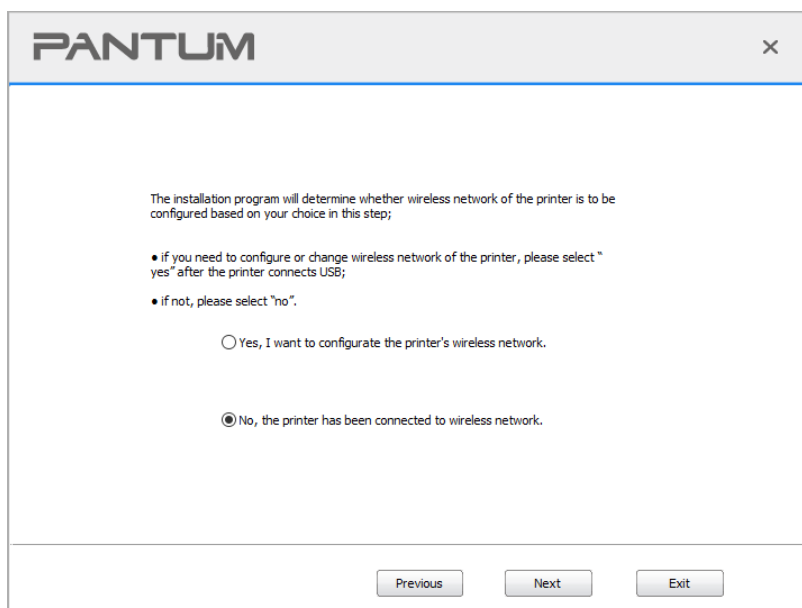 PANTUM
The installation program will determine whether wireless network of the printer is to be
configured based on your choice in this step;
● if you need to configure or change wireless network of the printer, please select “
yes” after the printer connects USB;
● if not, please select “no”.
Yes, I want to configurate the printer's wireless network.
No, the printer has been connected to wireless network.
Previous Next Exit